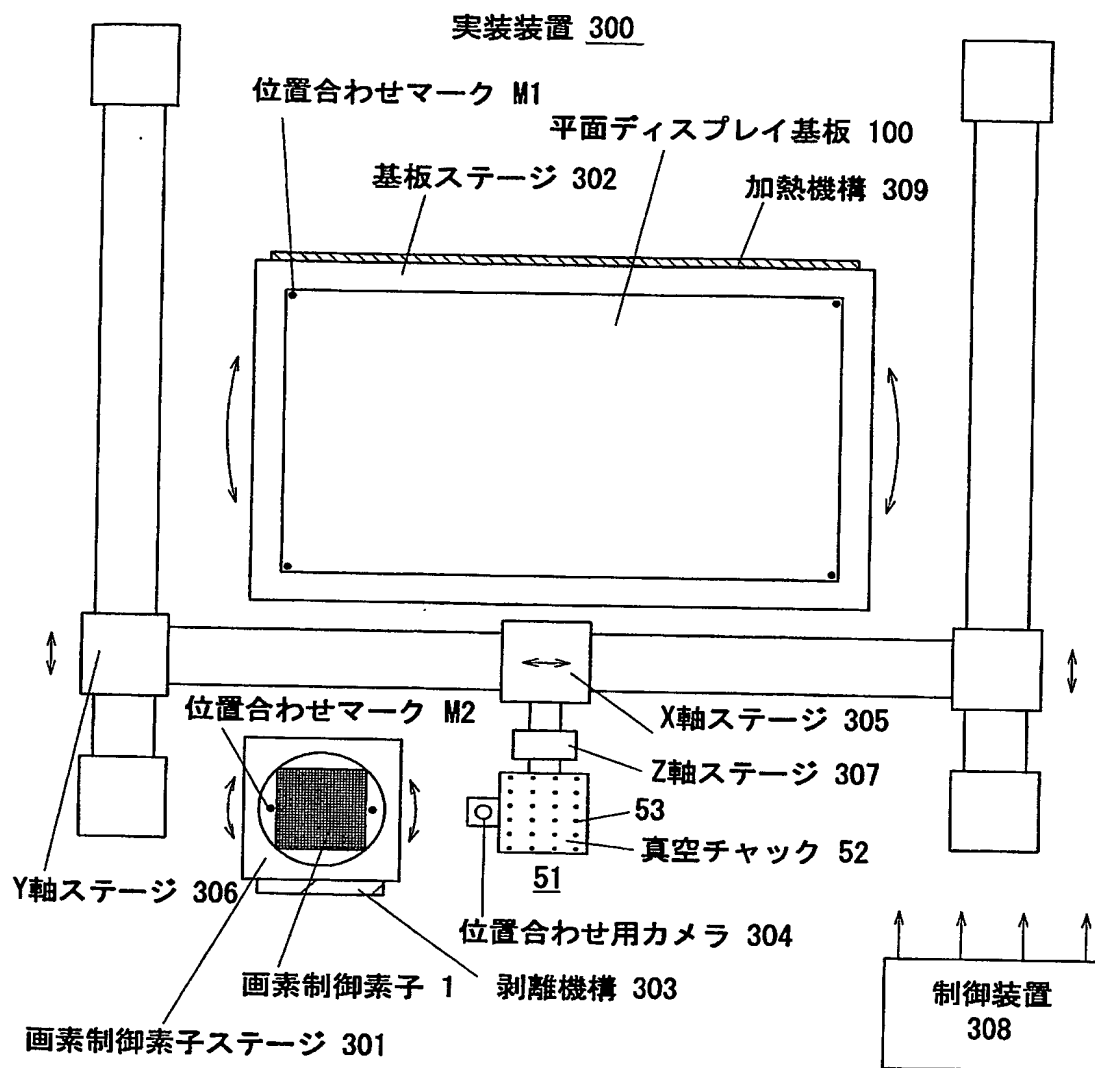 実装装置 300
位置合わせマーク M1
平面ディスプレイ基板 100
基板ステージ 302
加熱機構 309
位置合わせマーク M2
X軸ステージ 305
Z軸ステージ 307
53
真空チャック 52
51
Y軸ステージ 306
位置合わせ用カメラ 304
画素制御素子 1
剥離機構 303
制御装置
308
画素制御素子ステージ 301